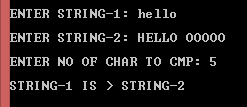 ENTER STRING-1: hello
ENTER STRING-2: HELLO OOOOO
ENTER NO OF CHAR TO CMP: 5
STRING-1 IS > STRING-2